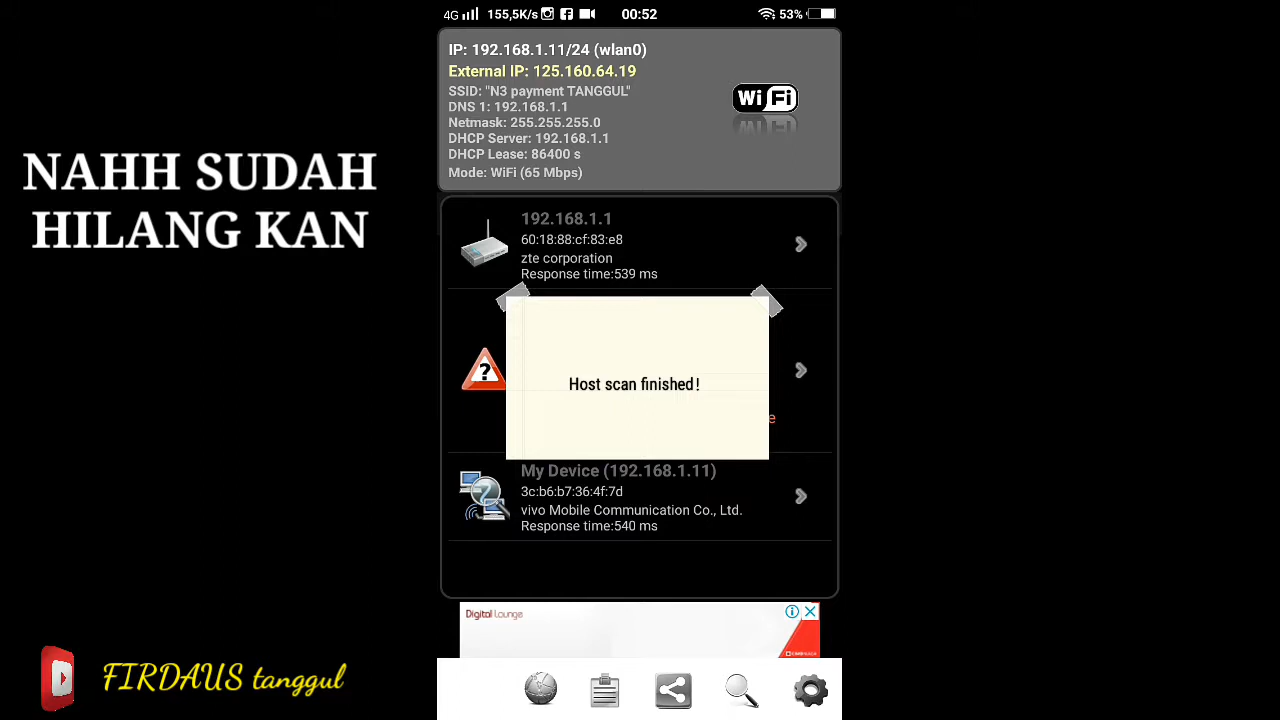 4G 155,5K/s 00:52 53%
IP: 192.168.1.11/24 (wlan0)
External IP: 125.160.64.19
SSID: "N3 payment TANGGUL"
DNS 1: 192.168.1.1
Netmask: 255.255.255.0
DHCP Server: 192.168.1.1
DHCP Lease: 86400 s
Mode: WiFi (65 Mbps)
Wi Fi
NAHH SUDAH
HILANG KAN
192.168.1.1
60:18:88:cf:83:e8
zte corporation
Response time:539 ms
?
Host scan finished!
e
My Device (192.168.1.11)
3c:b6:b7:36:4f:7d
vivo Mobile Communication Co., Ltd.
Response time:540 ms
Digital Lounge
FIRDAUS tanggul